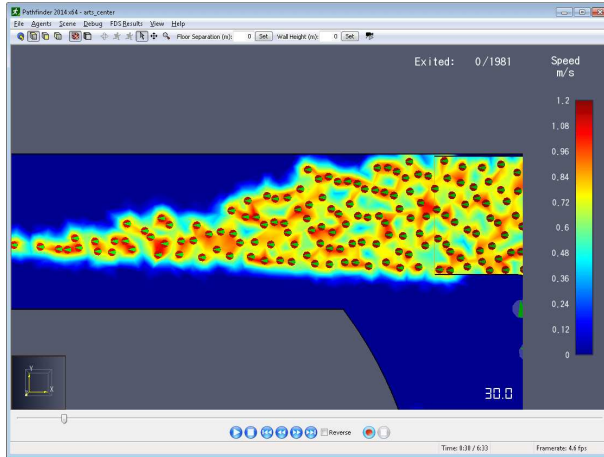 Pathfinder 2014 x64 - arts_center
File Agents Scene Debug FDS Results View Help
Floor Separation (m): 0 Set Wall Height (m): 0 Set
Exited: 0/1981
Speed
m/s
1.2
1.08
0.96
0.84
0.72
0.60
0.48
0.36
0.24
0.12
0
Y
X
30.0
Reverse
Time: 0:30 / 6:33 Framerate: 4.6 fps